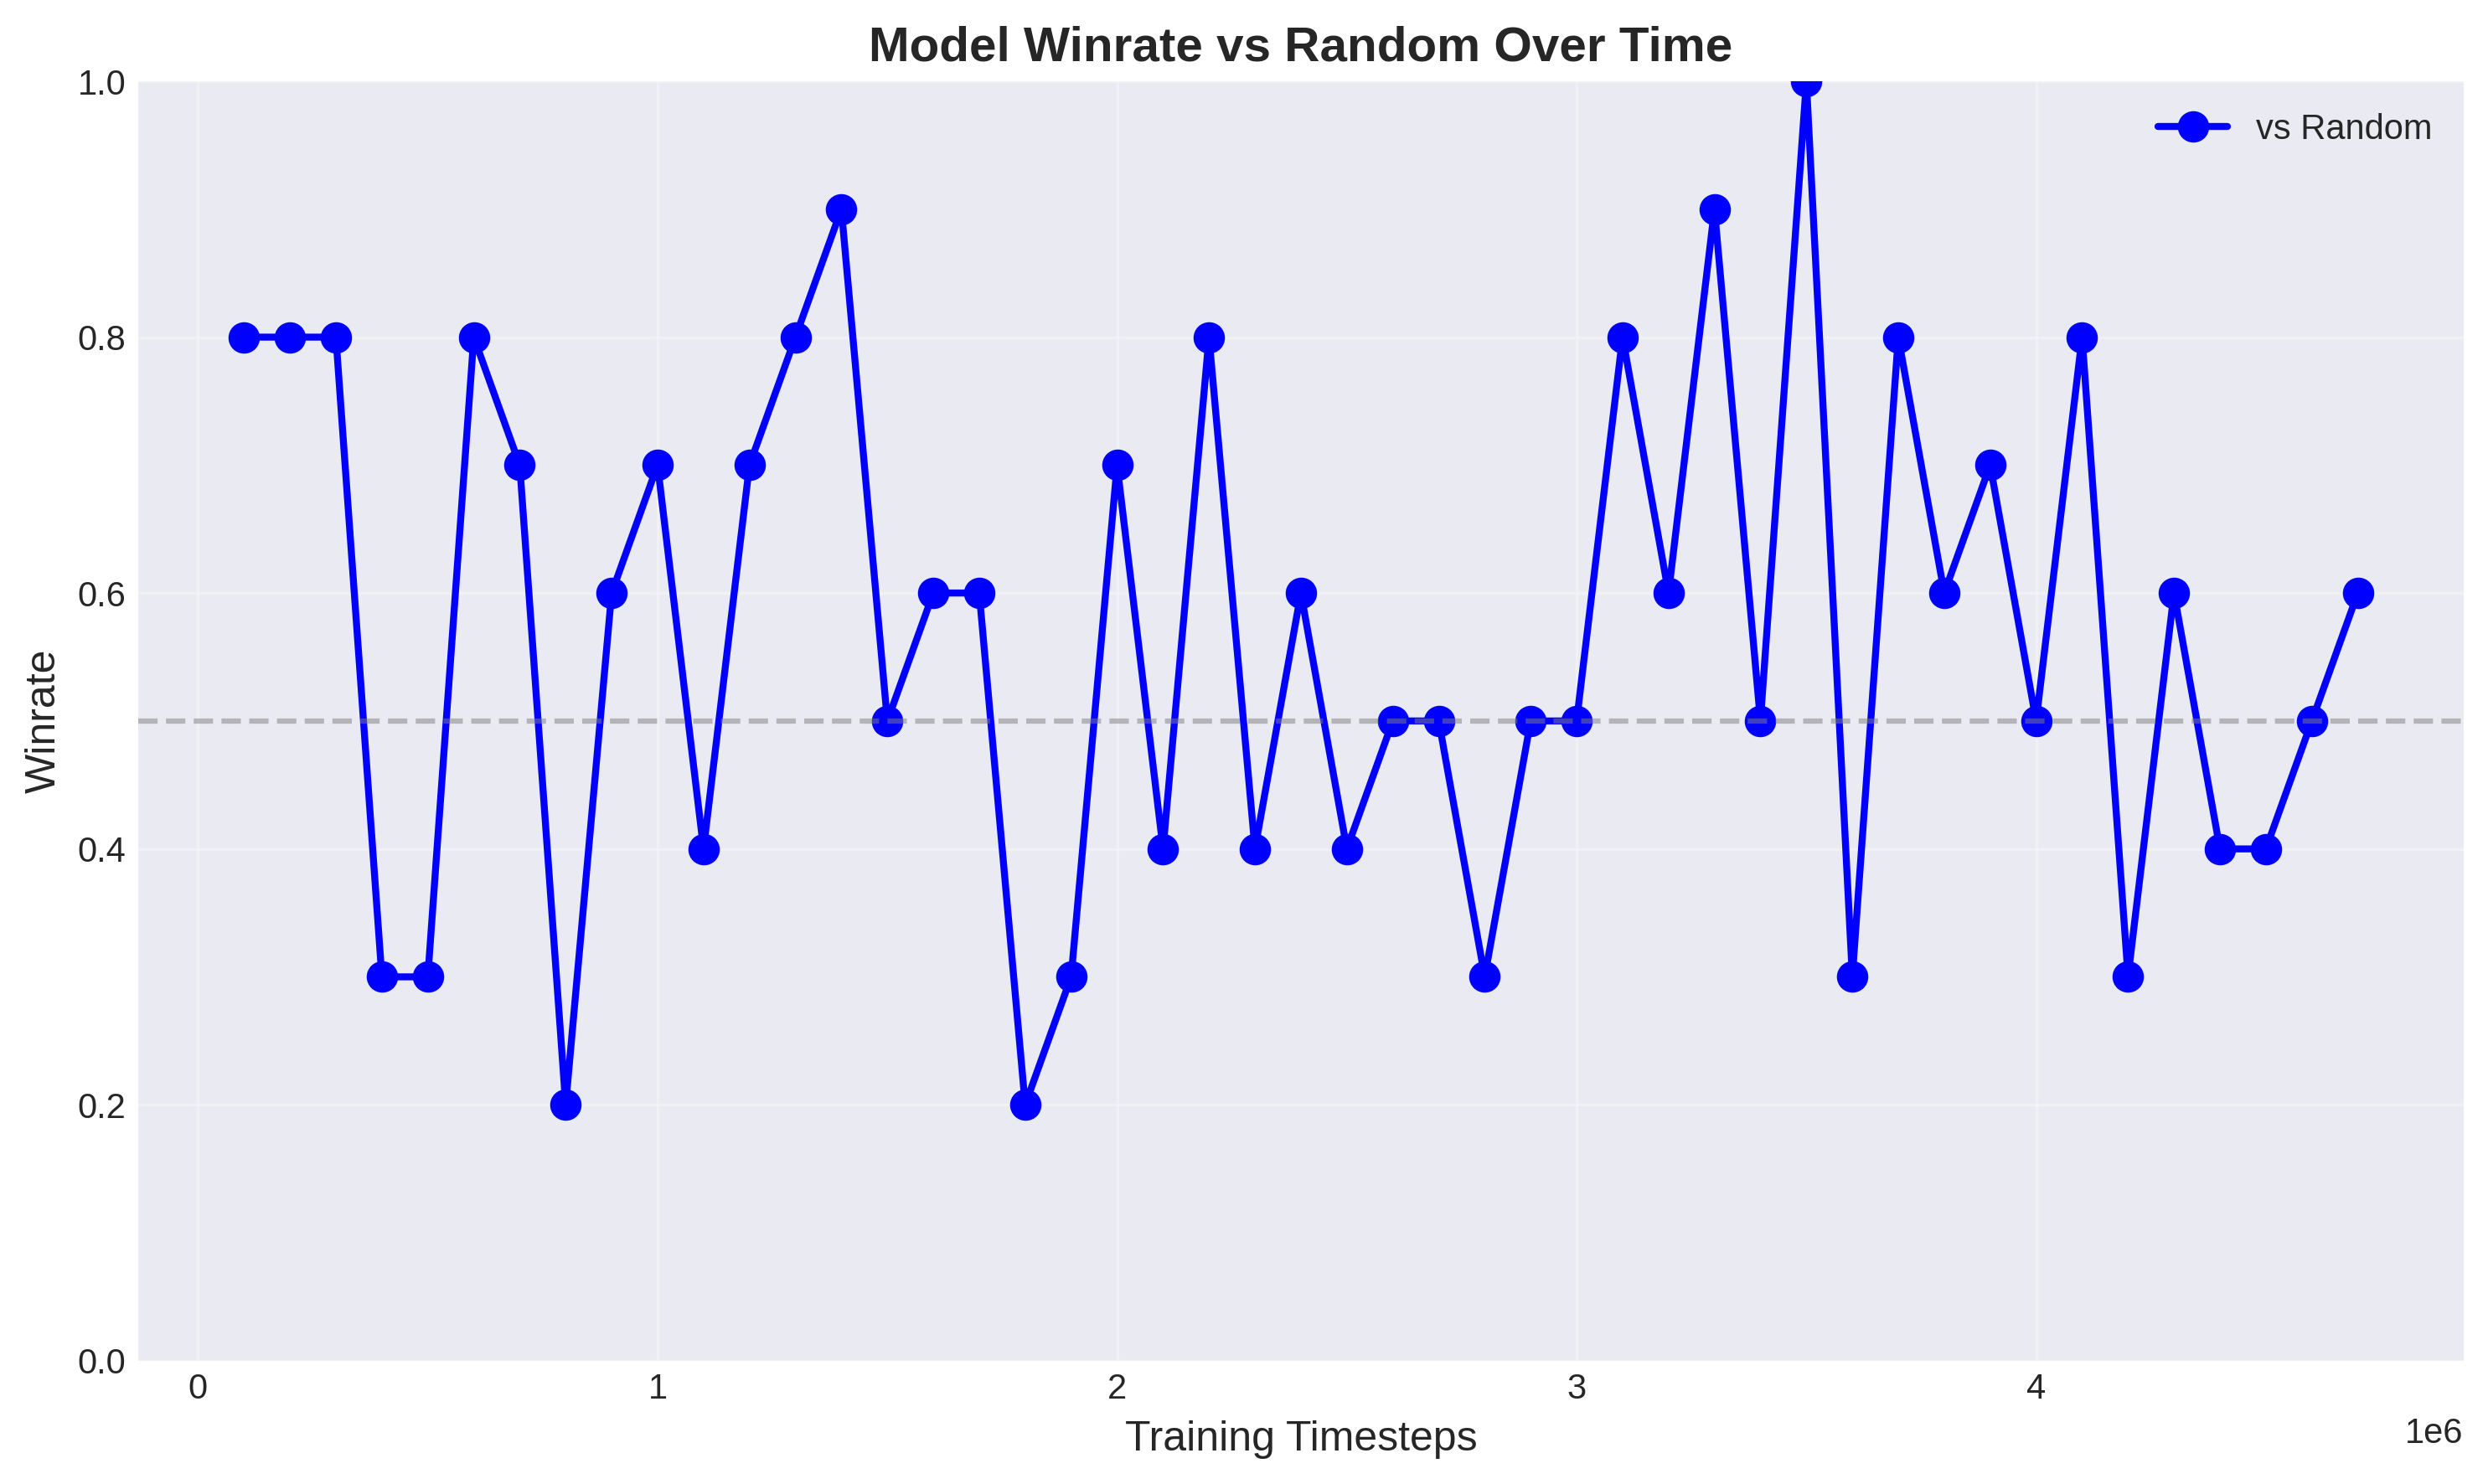 Model Winrate vs Random Over Time
1.0
vs Random
0.8
0.6
Winrate
0.4
0.2
0.0
0 1 2 3 4
Training Timesteps
1e6